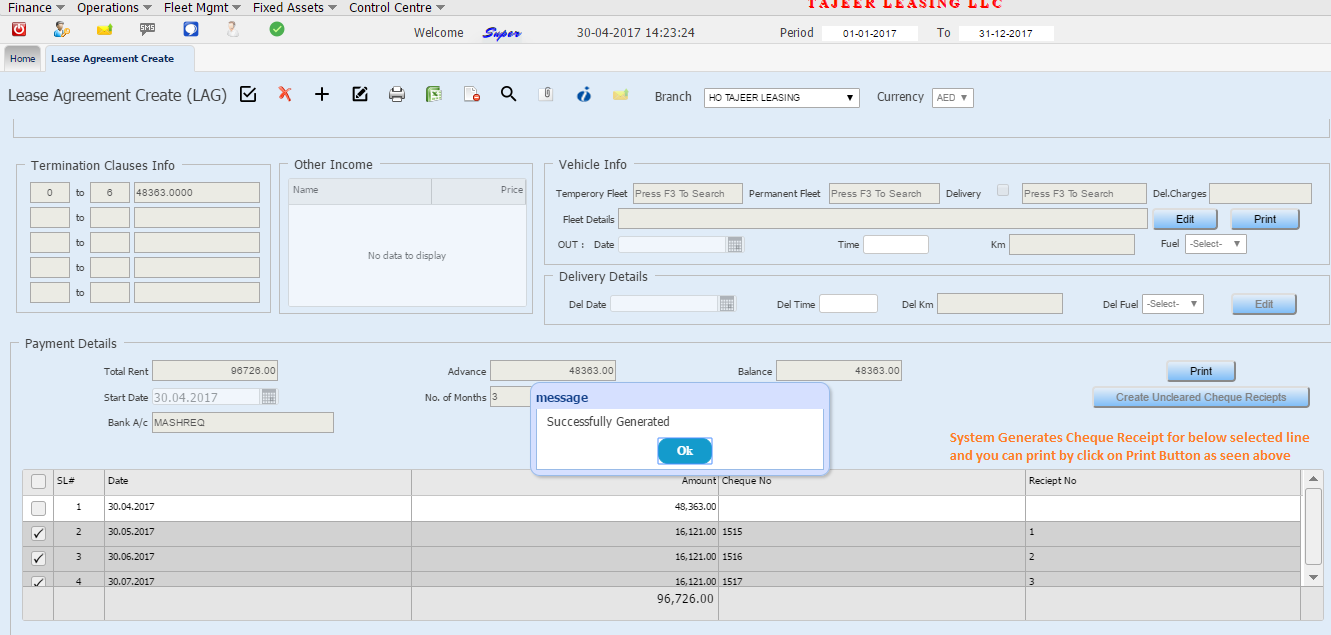 TAJEER LEASING LLC
Finance Operations Fleet Mgmt Fixed Assets Control Centre
SMS
Welcome Super 30-04-2017 14:23:24 Period 01-01-2017 To 31-12-2017
Home Lease Agreement Create
Lease Agreement Create (LAG) Branch HO TAJEER LEASING Currency AED
Termination Clauses Info
0 to 6 48363.0000
to
to
to
to
Other Income
Name Price
No data to display
Vehicle Info
Temperory Fleet Press F3 To Search Permanent Fleet Press F3 To Search Delivery Press F3 To Search Del.Charges
Fleet Details Edit Print
OUT : Date Time Km Fuel -Select-
Delivery Details
Del Date Del Time Del Km Del Fuel -Select- Edit
Payment Details
Total Rent 96726.00 Advance 48363.00 Balance 48363.00 Print
Start Date 30.04.2017 No. of Months 3 Create Uncleared Cheque Reciepts
Bank A/c MASHREQ
message
Successfully Generated
Ok
System Generates Cheque Receipt for below selected line
and you can print by click on Print Button as seen above
SL# Date Amount Cheque No Reciept No
1 30.04.2017 48,363.00
2 30.05.2017 16,121.00 1515 1
3 30.06.2017 16,121.00 1516 2
4 30.07.2017 16,121.00 1517 3
96,726.00